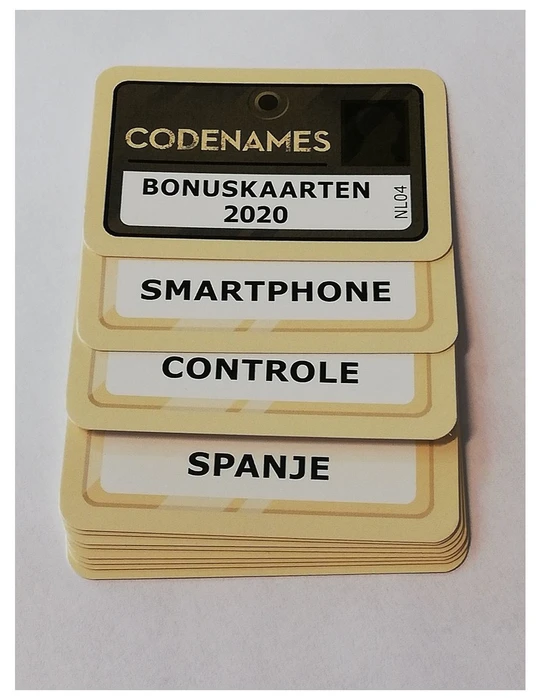 CODENAMES
BONUSKAARTEN
2020
NL04
SMARTPHONE
CONTROLE
SPANJE